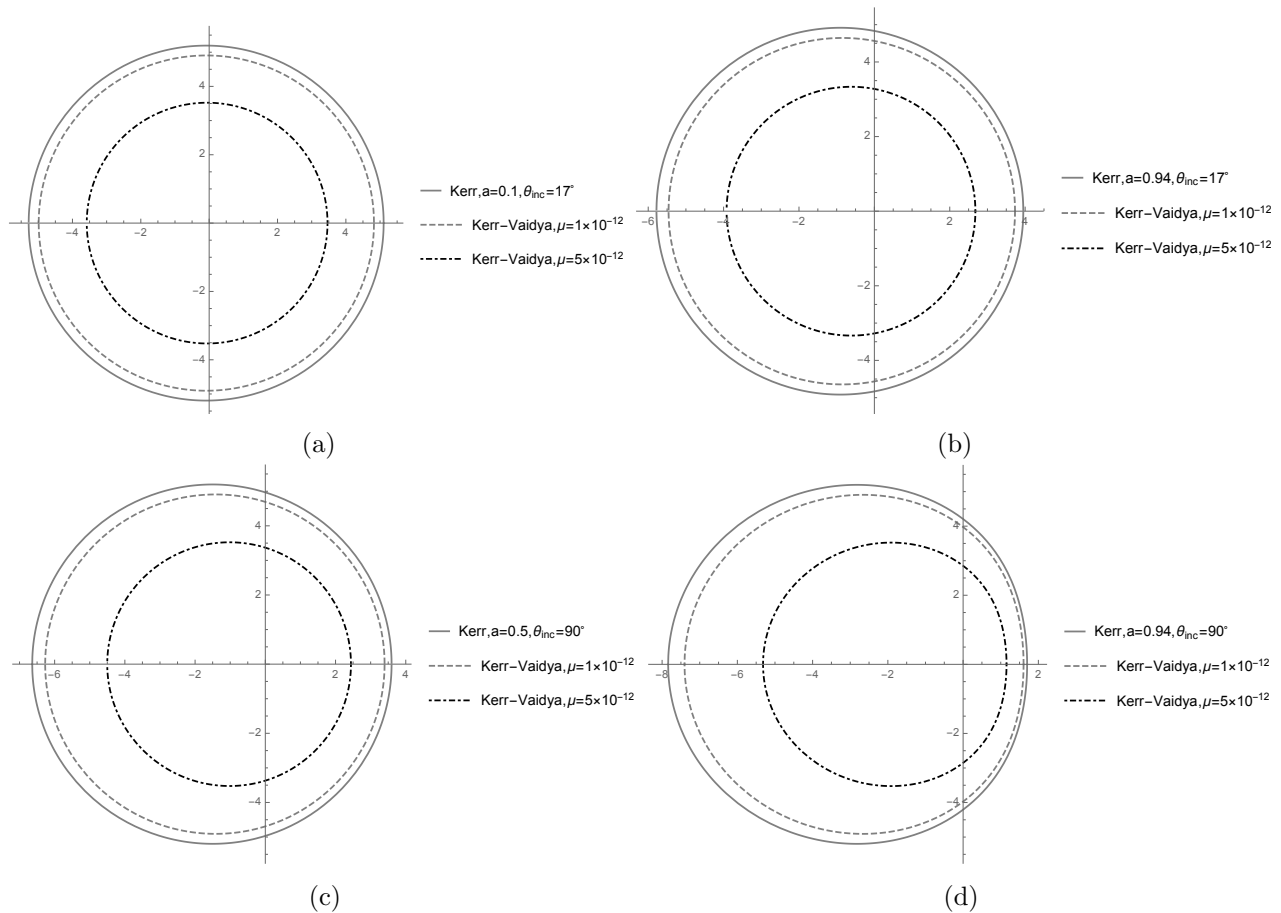 4
2
-4
-2
2
4
-2
-4
Kerr,a=0.1,θinc=17°
Kerr-Vaidya,μ=1×10⁻¹²
Kerr-Vaidya,μ=5×10⁻¹²
(a)
4
2
-6
-4
-2
2
4
-2
-4
Kerr,a=0.94,θinc=17°
Kerr-Vaidya,μ=1×10⁻¹²
Kerr-Vaidya,μ=5×10⁻¹²
(b)
4
2
-6
-4
-2
2
4
-2
-4
Kerr,a=0.5,θinc=90°
Kerr-Vaidya,μ=1×10⁻¹²
Kerr-Vaidya,μ=5×10⁻¹²
(c)
4
2
-8
-6
-4
-2
2
-2
-4
Kerr,a=0.94,θinc=90°
Kerr-Vaidya,μ=1×10⁻¹²
Kerr-Vaidya,μ=5×10⁻¹²
(d)